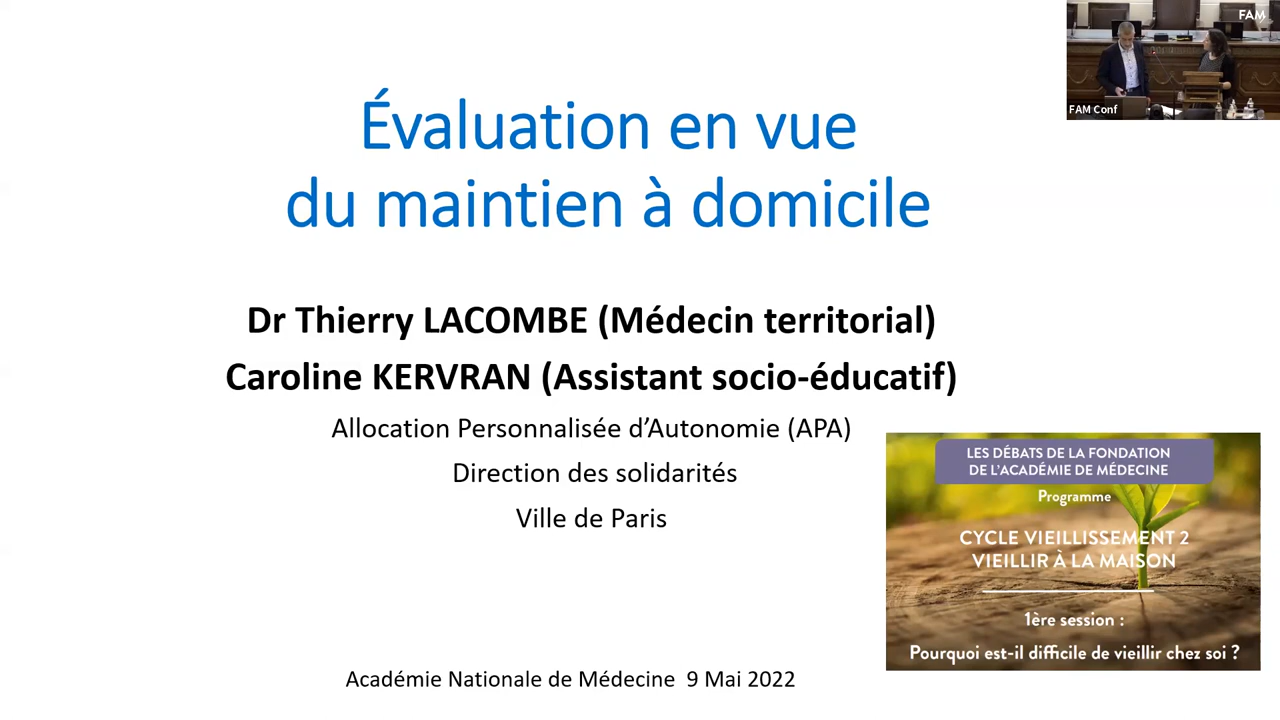 FAM
FAM Conf
Évaluation en vue
du maintien à domicile
Dr Thierry LACOMBE (Médecin territorial)
Caroline KERVRAN (Assistant socio-éducatif)
Allocation Personnalisée d’Autonomie (APA)
Direction des solidarités
Ville de Paris
LES DÉBATS DE LA FONDATION
DE L'ACADÉMIE DE MÉDECINE
Programme
CYCLE VIEILLISSEMENT 2
VIEILLIR À LA MAISON
1ère session :
Pourquoi est-il difficile de vieillir chez soi ?
Académie Nationale de Médecine 9 Mai 2022